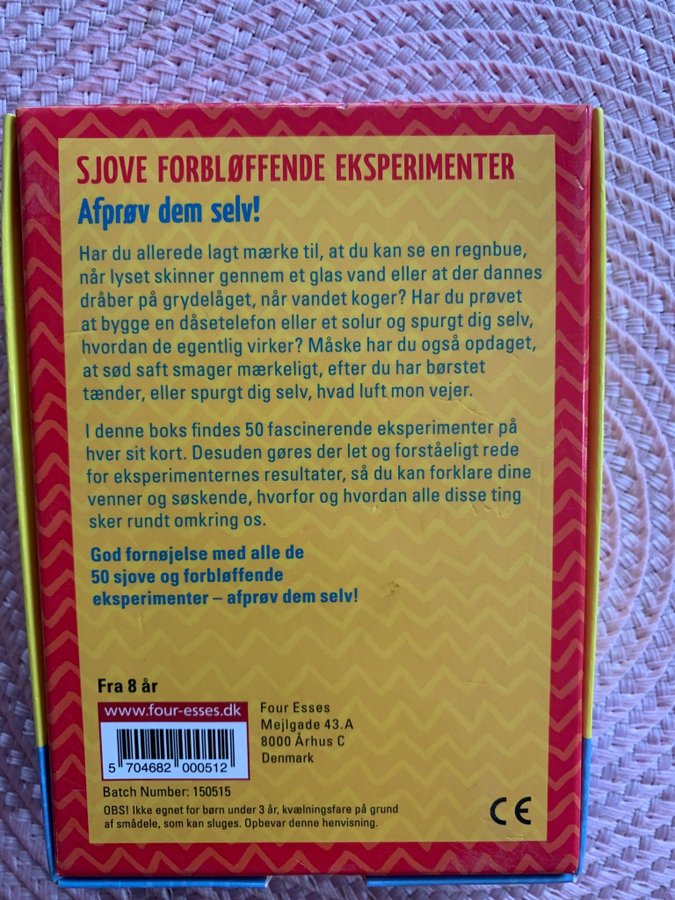 SJOVE FORBLØFFENDE EKSPERIMENTER
Afprøv dem selv!
Har du allerede lagt mærke til, at du kan se en regnbue,
når lyset skinner gennem et glas vand eller at der dannes
dråber på grydelåget, når vandet koger? Har du prøvet
at bygge en dåsetelefon eller et solur og spurgt dig selv,
hvordan de egentlig virker? Måske har du også opdaget,
at sød saft smager mærkeligt, efter du har børstet
tænder, eller spurgt dig selv, hvad luft mon vejer.
I denne boks findes 50 fascinerende eksperimenter på
hver sit kort. Desuden gøres der let og forståeligt rede
for eksperimenternes resultater, så du kan forklare dine
venner og søskende, hvorfor og hvordan alle disse ting
sker rundt omkring os.
God fornøjelse med alle de
50 sjove og forbløffende
eksperimenter – afprøv dem selv!
Fra 8 år
www.four-esses.dk
5 704682 000512
Batch Number: 150515
Four Esses
Mejlgade 43.A
8000 Århus C
Denmark
OBS! Ikke egnet for børn under 3 år, kvælningsfare på grund
af smådele, som kan sluges. Opbevar denne henvisning.
CE